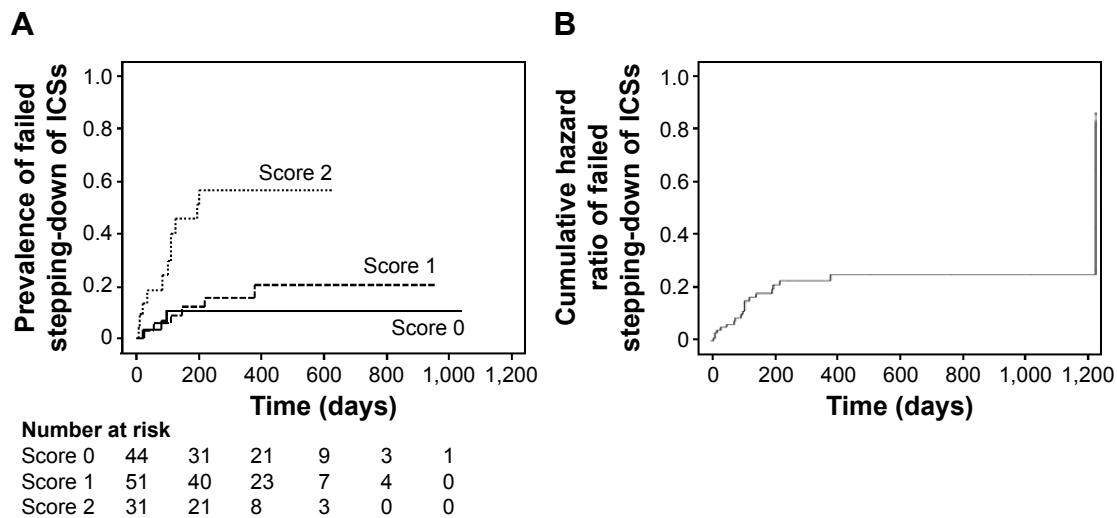 A
Prevalence of failed
stepping-down of ICSs
1.0
0.8
0.6
0.4
0.2
0
Score 2
Score 1
Score 0
0 200 400 600 800 1,000 1,200
Time (days)
Number at risk
Score 0 44 31 21 9 3 1
Score 1 51 40 23 7 4 0
Score 2 31 21 8 3 0 0
B
Cumulative hazard
ratio of failed
stepping-down of ICSs
1.0
0.8
0.6
0.4
0.2
0
0 200 400 600 800 1,000 1,200
Time (days)